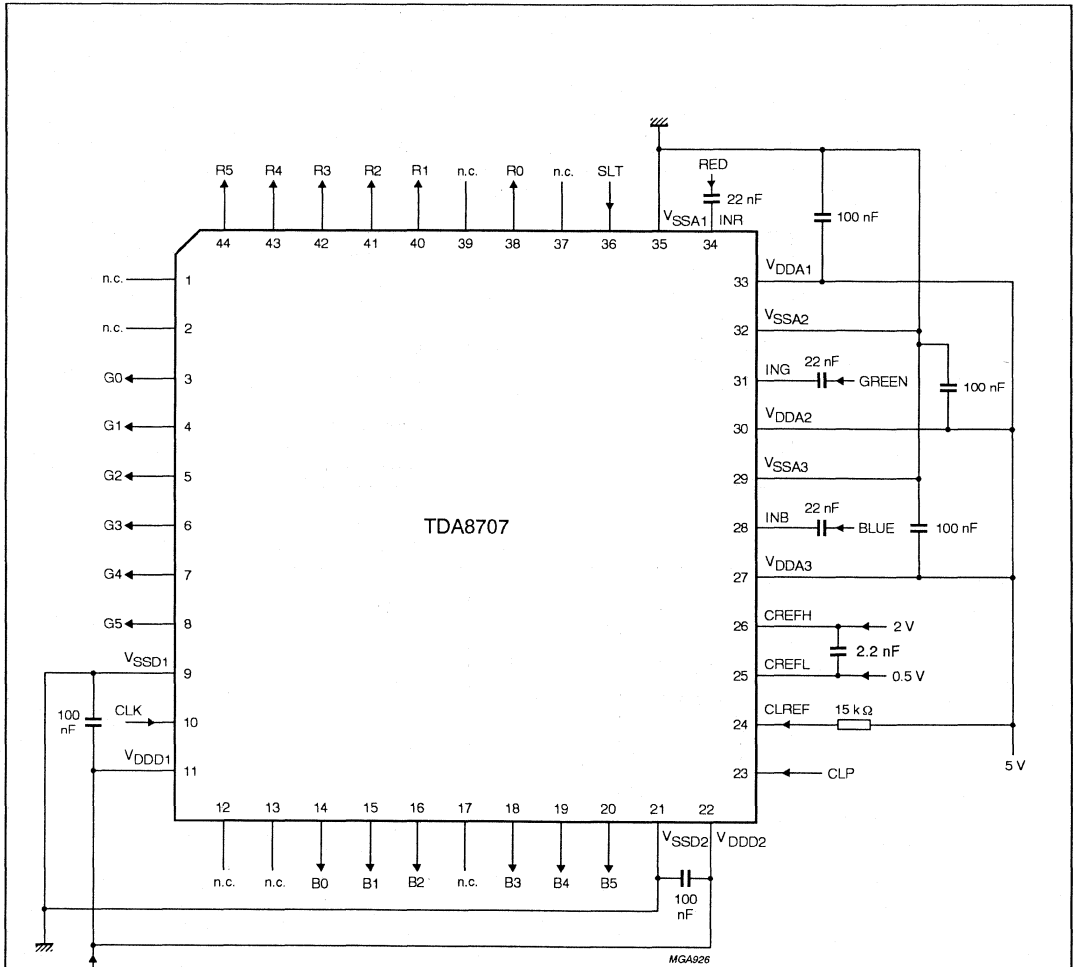 R5 R4 R3 R2 R1 n.c. R0 n.c. SLT RED
22 nF
VSSA1 INR
100 nF
44 43 42 41 40 39 38 37 36 35 34
n.c. 1
33 VDDA1
n.c. 2
32 VSSA2
G0 3
31 ING 22 nF GREEN
100 nF
G1 4
30 VDDA2
G2 5
29 VSSA3
TDA8707
G3 6
28 INB 22 nF BLUE
100 nF
G4 7
27 VDDA3
G5 8
26 CREFH 2 V
2.2 nF
VSSD1 9
25 CREFL 0.5 V
100 nF
CLK 10
24 CLREF 15 kΩ
VDDD1 11
23 CLP
5 V
12 13 14 15 16 17 18 19 20 21 22
VSSD2 VDDD2
n.c. n.c. B0 B1 B2 n.c. B3 B4 B5
100 nF
MGA926